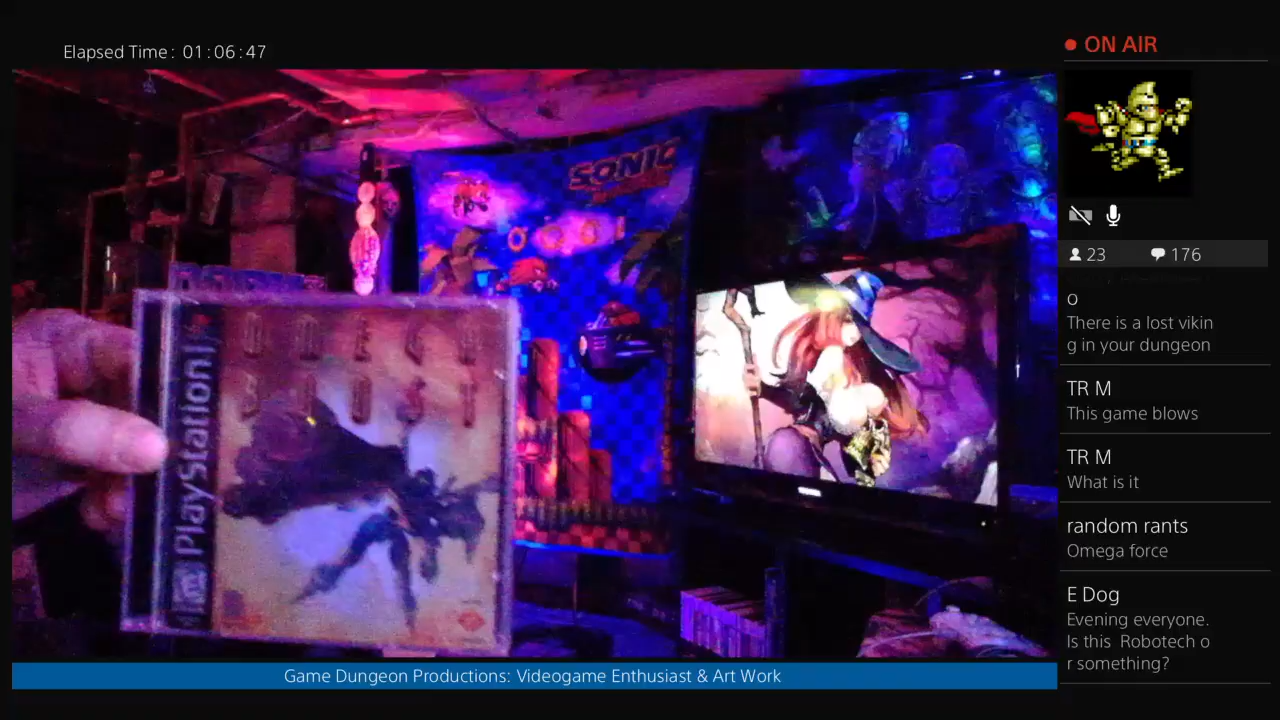 Elapsed Time: 01:06:47
ON AIR
SONIC
23 176
o
There is a lost vikin
g in your dungeon
TR M
This game blows
TR M
What is it
random rants
Omega force
E Dog
Evening everyone.
Is this Robotech o
r something?
PlayStation
OMEGA
BOOST
Game Dungeon Productions: Videogame Enthusiast & Art Work